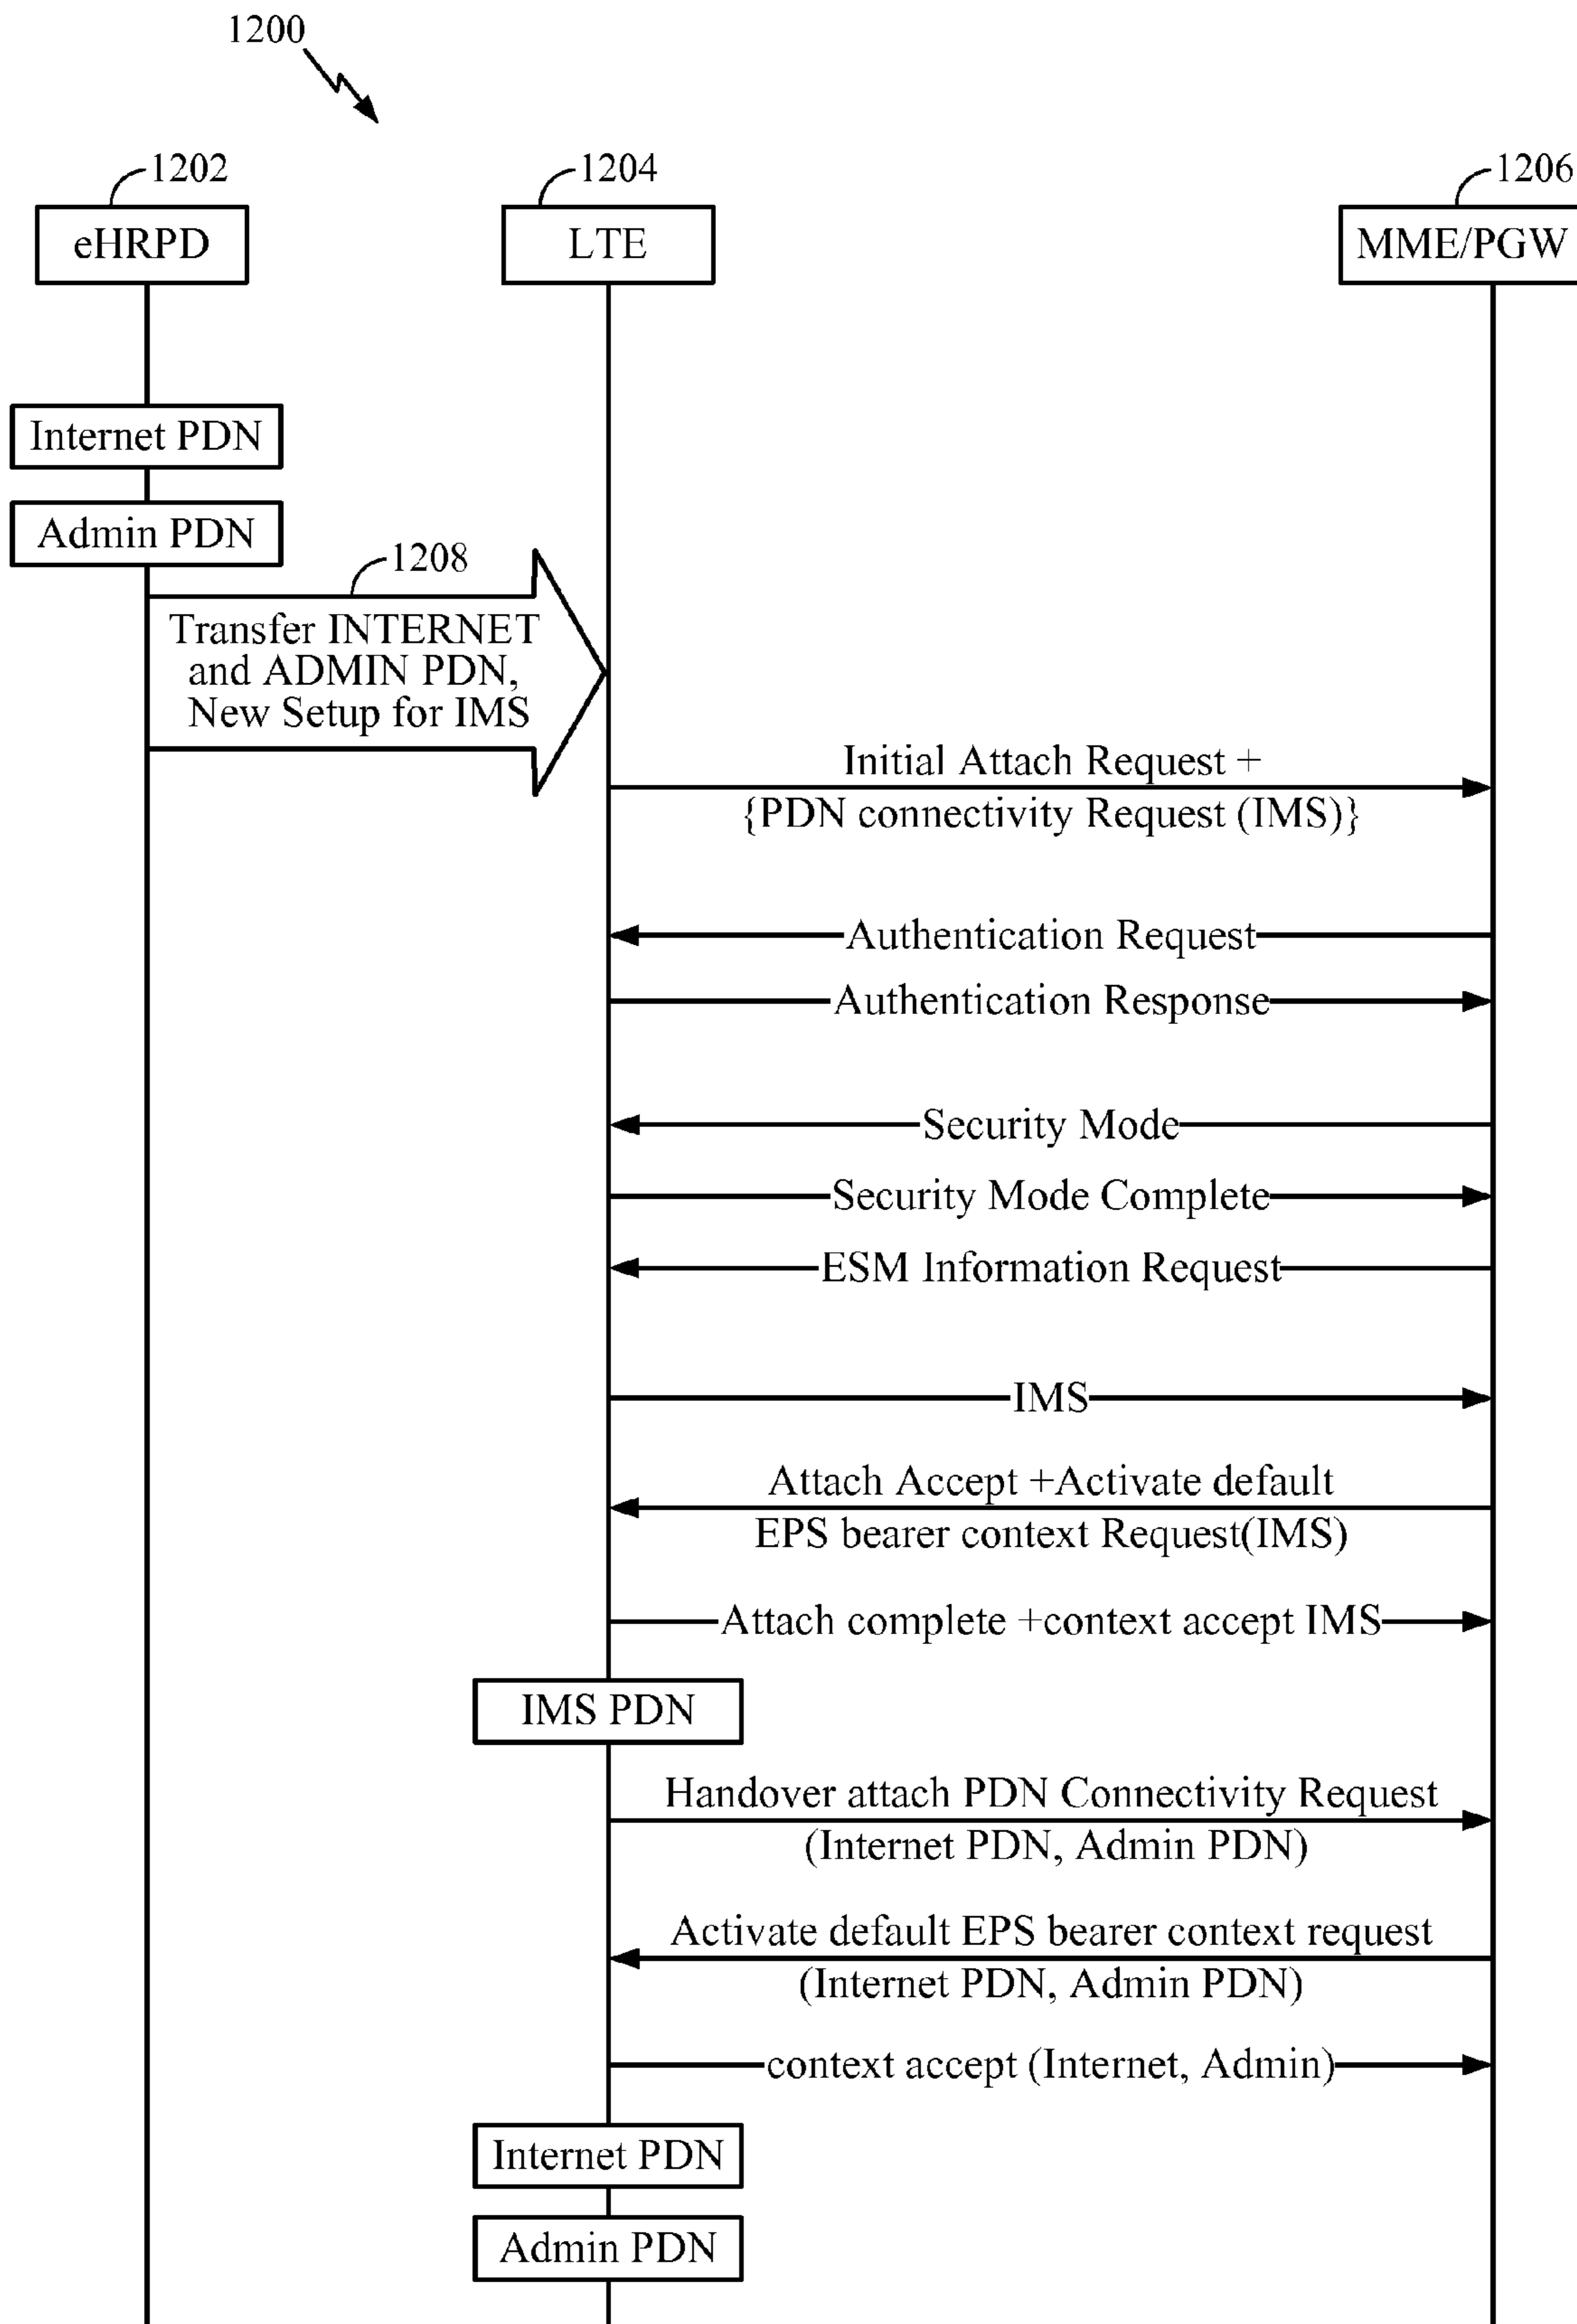 1200
1202
1204
1206
eHRPD
LTE
MME/PGW
Internet PDN
Admin PDN
1208
Transfer INTERNET
and ADMIN PDN,
New Setup for IMS
Initial Attach Request +
{PDN connectivity Request (IMS)}
Authentication Request
Authentication Response
Security Mode
Security Mode Complete
ESM Information Request
IMS
Attach Accept +Activate default
EPS bearer context Request(IMS)
Attach complete +context accept IMS
IMS PDN
Handover attach PDN Connectivity Request
(Internet PDN, Admin PDN)
Activate default EPS bearer context request
(Internet PDN, Admin PDN)
context accept (Internet, Admin)
Internet PDN
Admin PDN